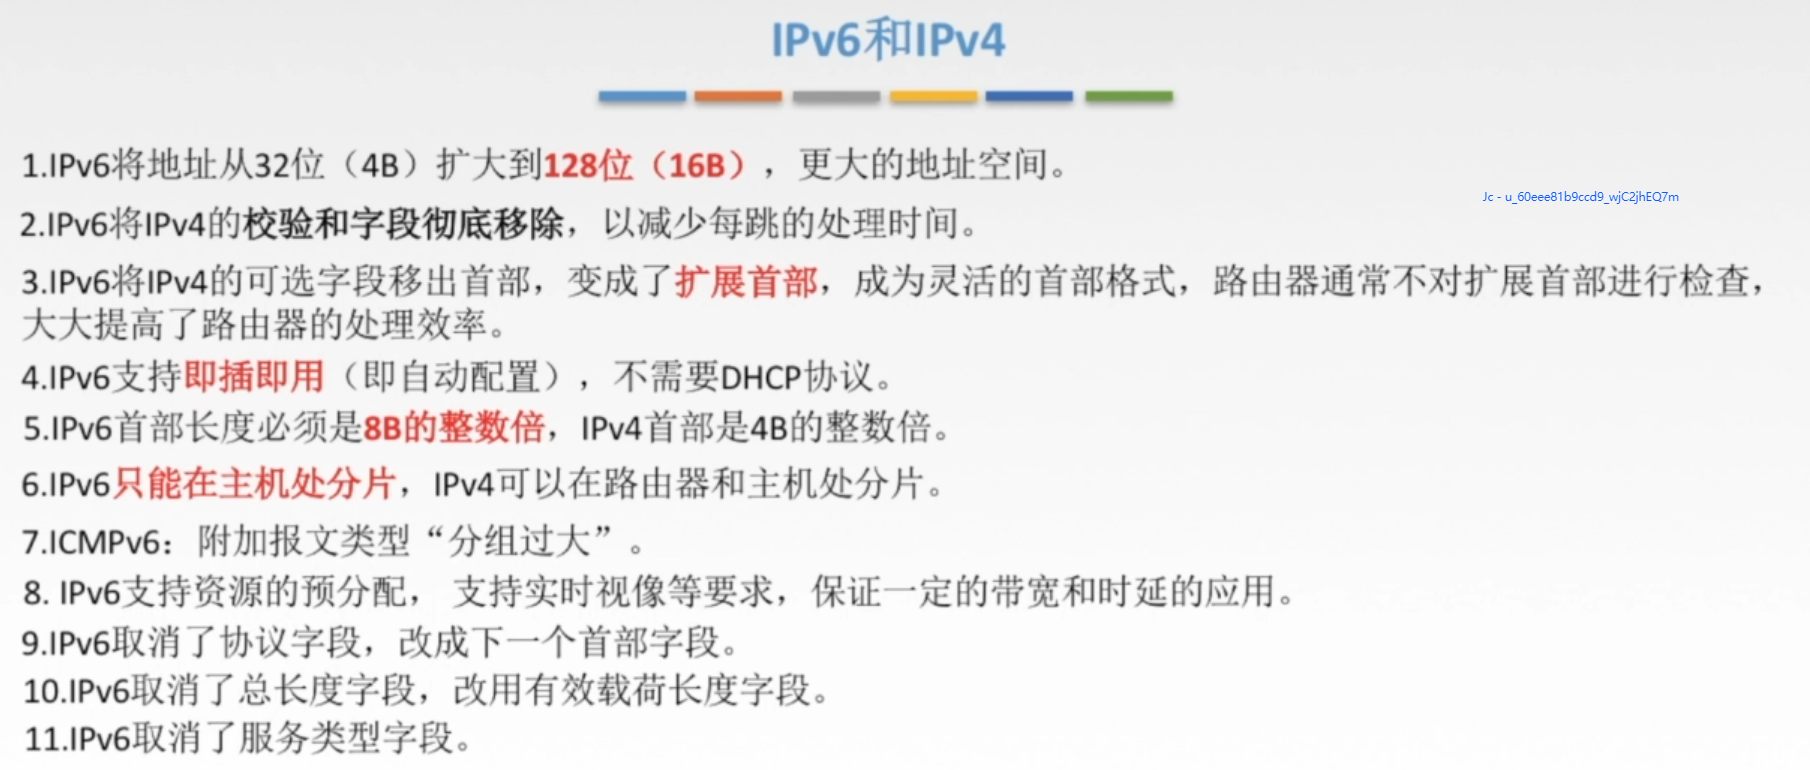 IPv6和IPv4
1.IPv6将地址从32位（4B）扩大到128位（16B），更大的地址空间。
Jc - u_60eee81b9ccd9_wjC2jhEQ7m
2.IPv6将IPv4的校验和字段彻底移除，以减少每跳的处理时间。
3.IPv6将IPv4的可选字段移出首部，变成了扩展首部，成为灵活的首部格式，路由器通常不对扩展首部进行检查，
大大提高了路由器的处理效率。
4.IPv6支持即插即用（即自动配置），不需要DHCP协议。
5.IPv6首部长度必须是8B的整数倍，IPv4首部是4B的整数倍。
6.IPv6只能在主机处分片，IPv4可以在路由器和主机处分片。
7.ICMPv6：附加报文类型“分组过大”。
8. IPv6支持资源的预分配， 支持实时视像等要求，保证一定的带宽和时延的应用。
9.IPv6取消了协议字段，改成下一个首部字段。
10.IPv6取消了总长度字段，改用有效载荷长度字段。
11.IPv6取消了服务类型字段。